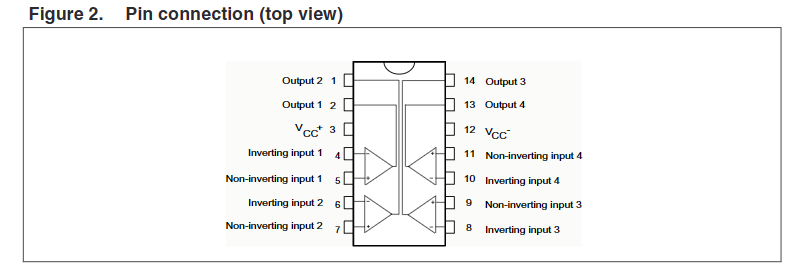 Figure 2. Pin connection (top view)
Output 2 1 14 Output 3
Output 1 2 13 Output 4
VCC+ 3 12 VCC-
Inverting input 1 4 11 Non-inverting input 4
Non-inverting input 1 5 10 Inverting input 4
Inverting input 2 6 9 Non-inverting input 3
Non-inverting input 2 7 8 Inverting input 3